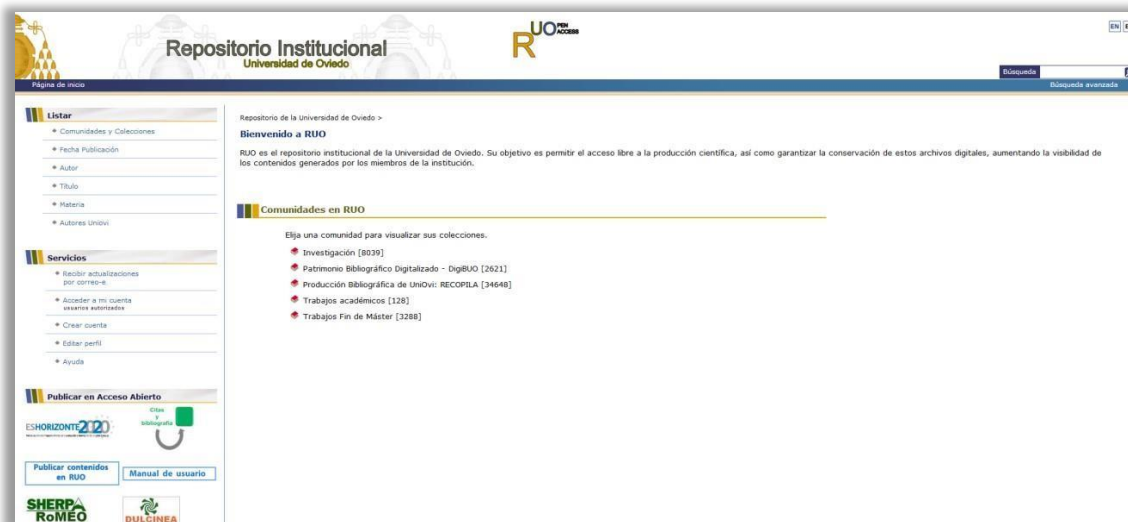 Repositorio Institucional
Universidad de Oviedo
RUO OPEN
ACCESS
EN
Búsqueda
Página de inicio
Búsqueda avanzada
Listar
Comunidades y Colecciones
Fecha Publicación
Autor
Título
Materia
Autores Uniovi
Servicios
Recibir actualizaciones
por correo-e.
Acceder a mi cuenta
usuarios autorizados
Crear cuenta
Editar perfil
Ayuda
Publicar en Acceso Abierto
ESHORIZONTE2020
Citas
y
bibliografía
Publicar contenidos
en RUO
Manual de usuario
SHERPA
RoMEO
DULCINEA
Repositorio de la Universidad de Oviedo >
Bienvenido a RUO
RUO es el repositorio institucional de la Universidad de Oviedo. Su objetivo es permitir el acceso libre a la producción científica, así como garantizar la conservación de estos archivos digitales, aumentando la visibilidad de
los contenidos generados por los miembros de la institución.
Comunidades en RUO
Elija una comunidad para visualizar sus colecciones.
Investigación [8039]
Patrimonio Bibliográfico Digitalizado - DigiBUO [2621]
Producción Bibliográfica de UniOvi: RECOPILA [34648]
Trabajos académicos [128]
Trabajos Fin de Máster [3288]